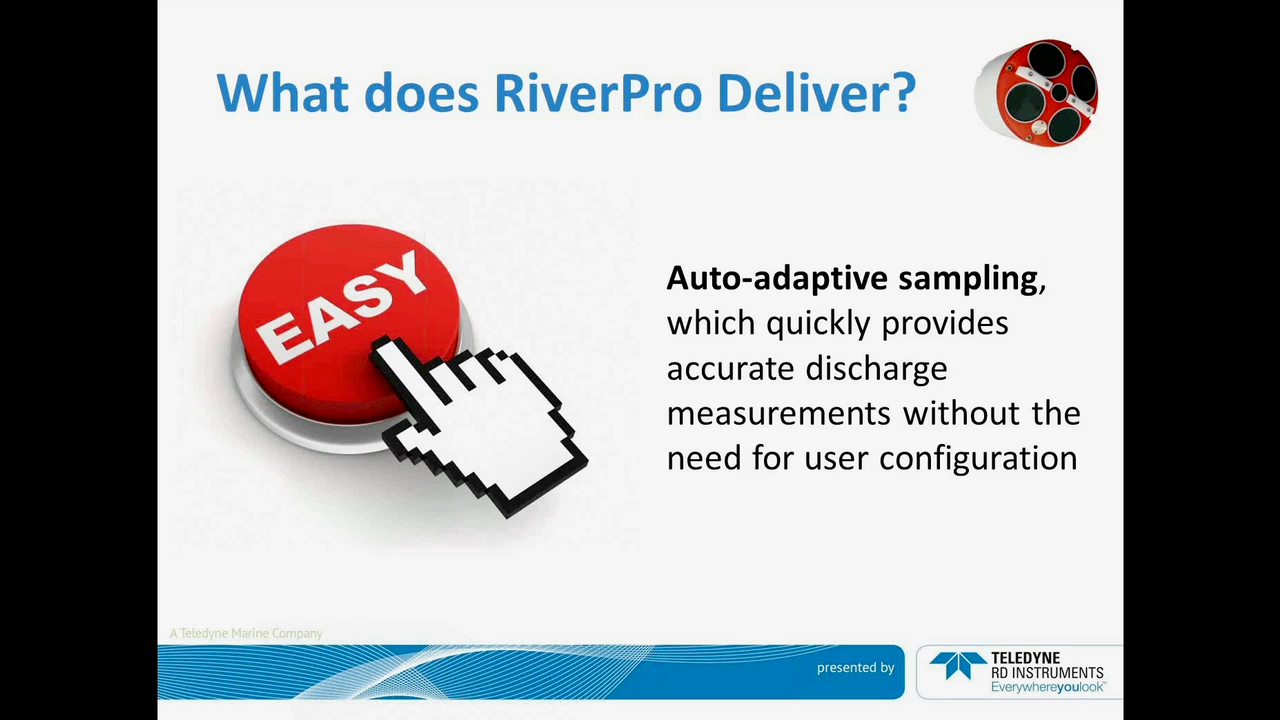 What does RiverPro Deliver?
EASY
Auto-adaptive sampling,
which quickly provides
accurate discharge
measurements without the
need for user configuration
A Teledyne Marine Company
presented by
TELEDYNE
RD INSTRUMENTS
Everywhereyoulook™